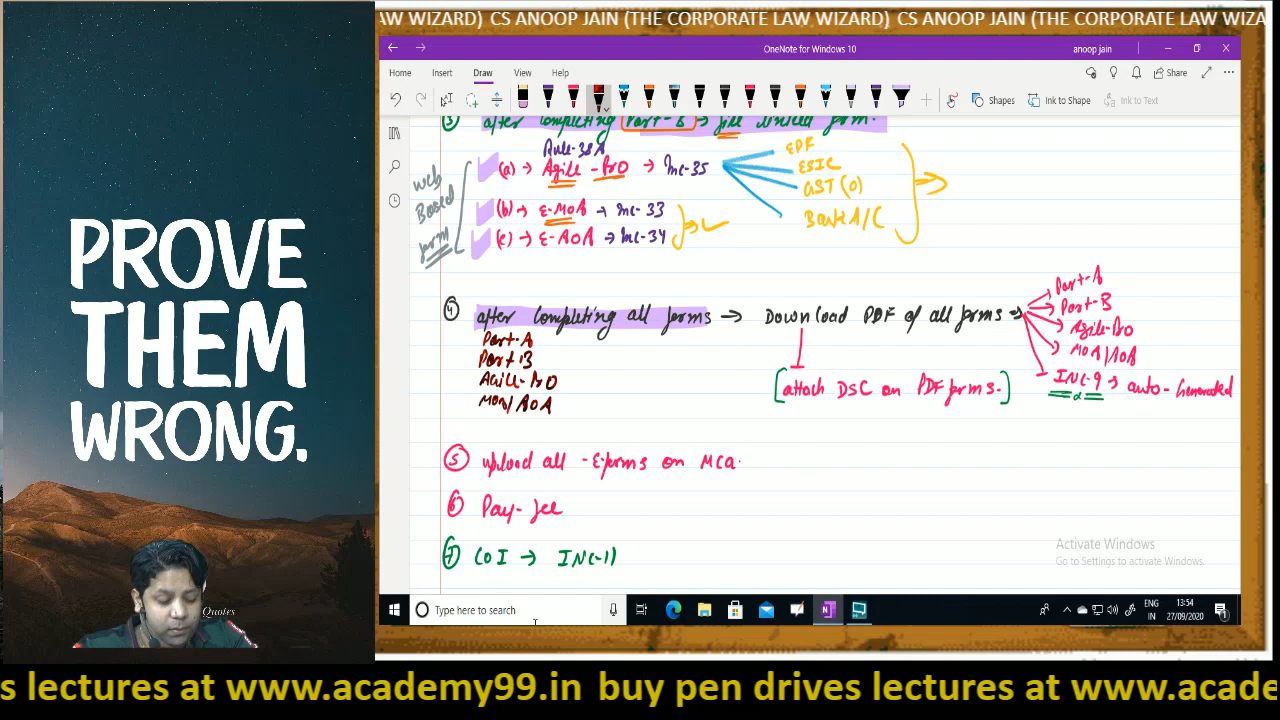 AW WIZARD) CS ANOOP JAIN (THE CORPORATE LAW WIZARD) CS ANOOP JAIN (THE CORPORATE LAW WIZA
OneNote for Windows 10
anoop jain
Home Insert Draw View Help
Share
Shapes
Ink to Shape
Ink to Text
③ after completing Part-B → fill linked form.
Rule-38A
(a) → Agile - PrO → Inc-35
EPF
ESIC
GST (O)
Bank A/C
(b) → E-MOA → Inc-33
(c) → E-AOA → Inc-34
Web
Based
form
④ after completing all forms → Download PDF of all forms →
Part-A
Part-B
Agile-Pro
MOA/AOA
INC-9 → auto-Generated
Part-A
Part B
Agile-PrO
MOA/AOA
[attach DSC on PDF forms.]
⑤ upload all -E-forms on MCA.
⑥ Pay-fee
⑦ COI → INC-11
PROVE
THEM
WRONG.
Quotes
Activate Windows
Go to Settings to activate Windows.
Type here to search
ENG
IN
13:54
27/09/2020
s lectures at www.academy99.in buy pen drives lectures at www.acade